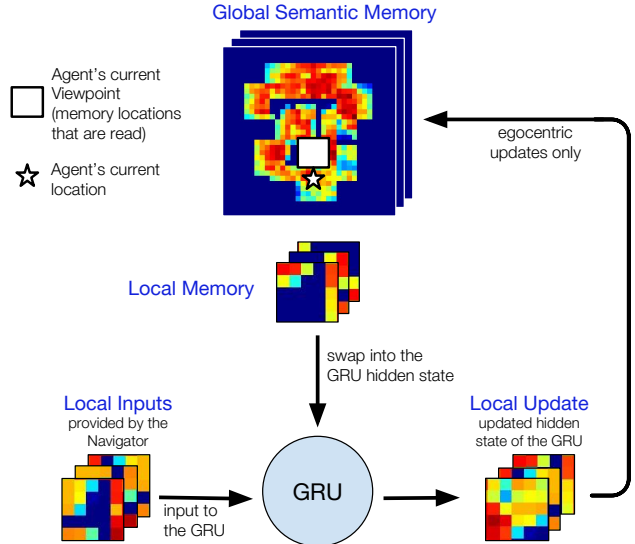 Global Semantic Memory
Agent's current
Viewpoint
(memory locations
that are read)
Agent's current
location
egocentric
updates only
Local Memory
swap into the
GRU hidden state
Local Inputs
provided by the
Navigator
input to
the GRU
GRU
Local Update
updated hidden
state of the GRU